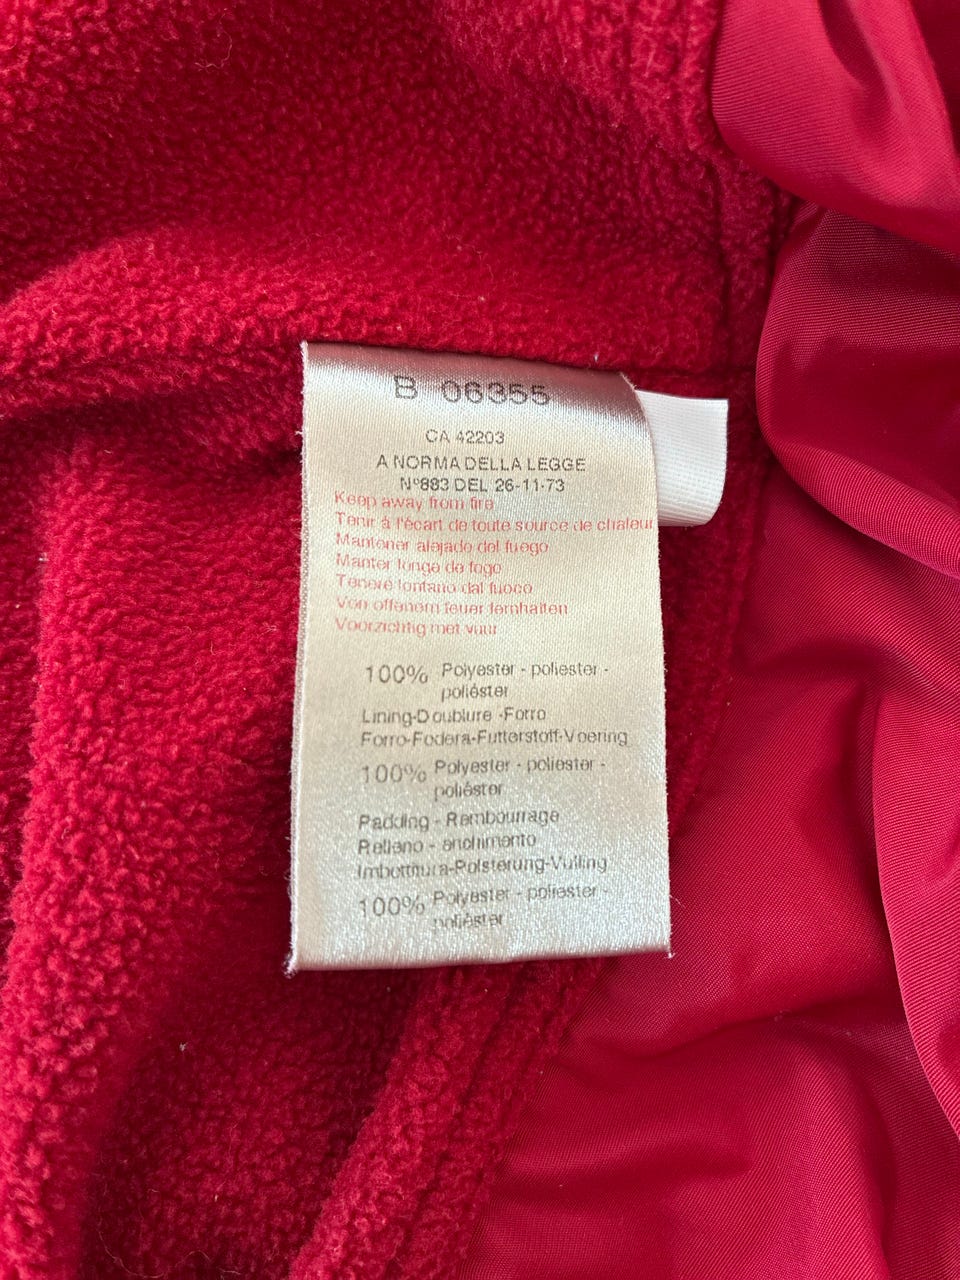 B 06355
CA 42203
A NORMA DELLA LEGGE
Nº883 DEL 26-11-73
Keep away from fire
Tenir à l'écart de toute source de chaleur
Mantener alejado del fuego
Manter longe do fogo
Tenere lontano dal fuoco
Von offenem feuer fernhalten
Voorzichtig met vuur
100% Polyester - poliester -
poliéster
Lining-Doublure -Forro
Forro-Fodera-Futterstoff-Voering
100% Polyester - poliester -
poliéster
Padding - Rembourrage
Relleno - enchimento
Imbottitura-Polsterung-Vulling
100% Polyester - poliester -
poliéster